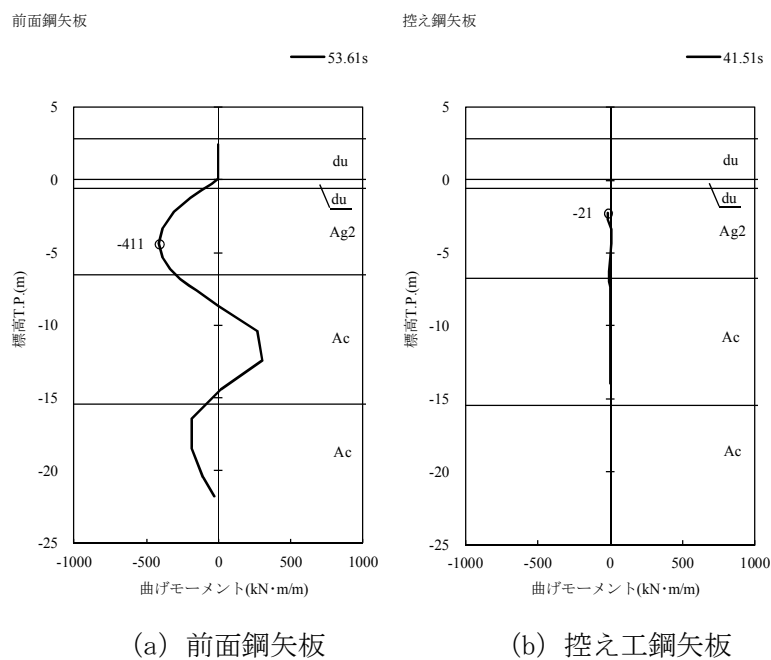 前面鋼矢板
53.61s
5
0
-5
-10
-15
-20
-25
標高T.P.(m)
du
du
Ag2
-411
Ac
Ac
-1000 -500 0 500 1000
曲げモーメント(kN・m/m)
(a) 前面鋼矢板
控え鋼矢板
41.51s
5
0
-5
-10
-15
-20
-25
標高T.P.(m)
du
du
-21
Ag2
Ac
Ac
-1000 -500 0 500 1000
曲げモーメント(kN・m/m)
(b) 控え工鋼矢板